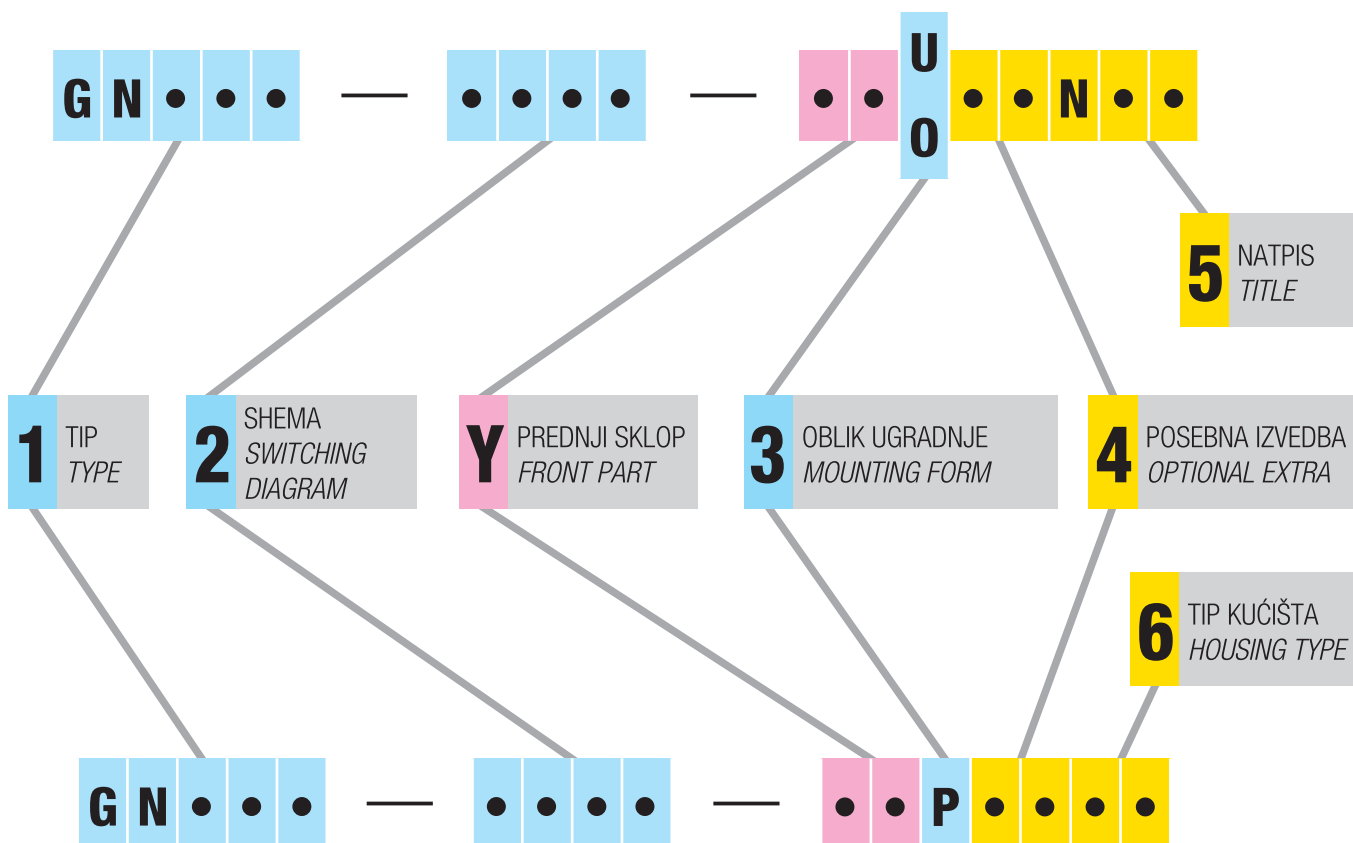 GN••• — •••• — ••U••N••
O
5 NATPIS
TITLE
1 TIP
TYPE
2 SHEMA
SWITCHING
DIAGRAM
Y PREDNJI SKLOP
FRONT PART
3 OBLIK UGRADNJE
MOUNTING FORM
4 POSEBNA IZVEDBA
OPTIONAL EXTRA
6 TIP KUĆIŠTA
HOUSING TYPE
GN••• — •••• — ••P••••